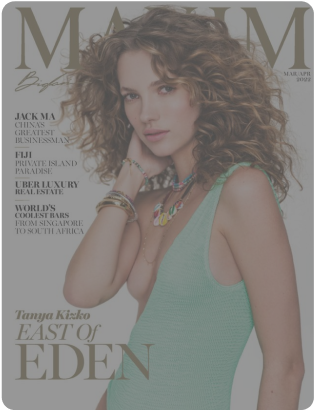 MAXIM
MAR/APR
2022
JACK MA
CHINA'S
GREATEST
BUSINESSMAN
FIJI
PRIVATE ISLAND
PARADISE
UBER LUXURY
REAL ESTATE
WORLD'S
COOLEST BARS
FROM SINGAPORE
TO SOUTH AFRICA
Tanya Kizko
EAST Of
EDEN